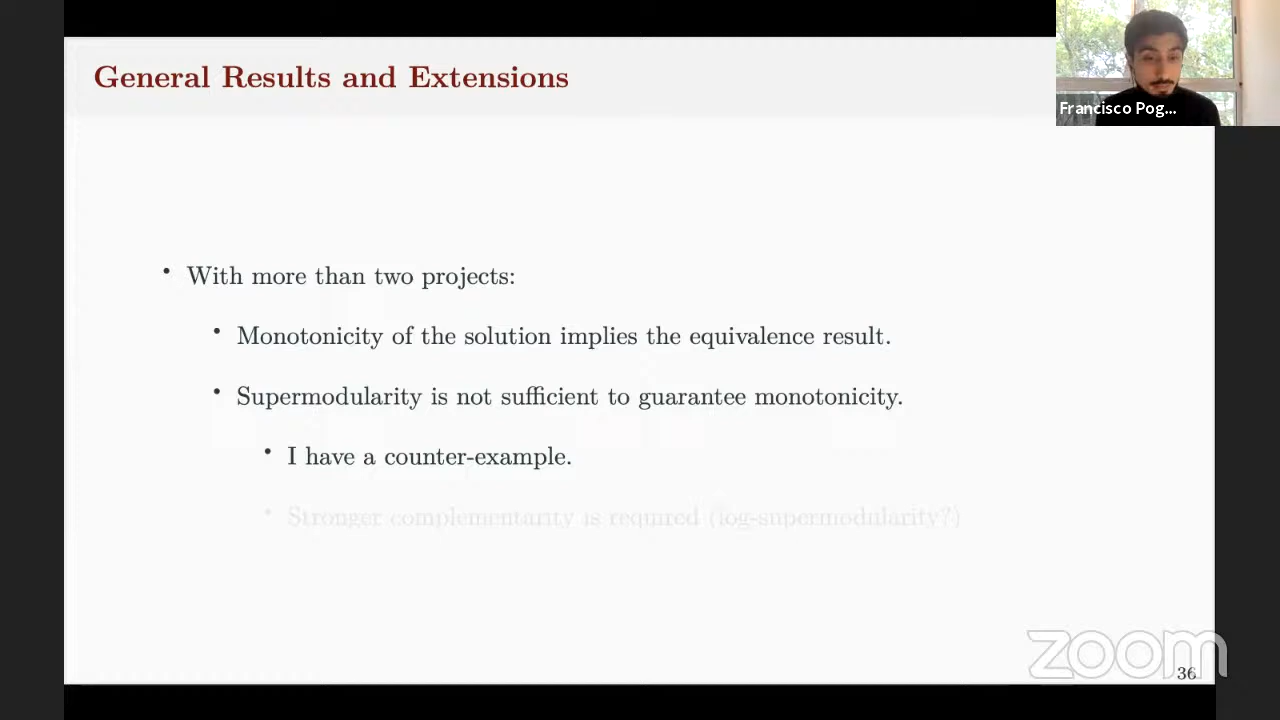 General Results and Extensions
Francisco Pog...
• With more than two projects:
• Monotonicity of the solution implies the equivalence result.
• Supermodularity is not sufficient to guarantee monotonicity.
• I have a counter-example.
• Stronger complementarity is required (log-supermodularity?)
zoom
36